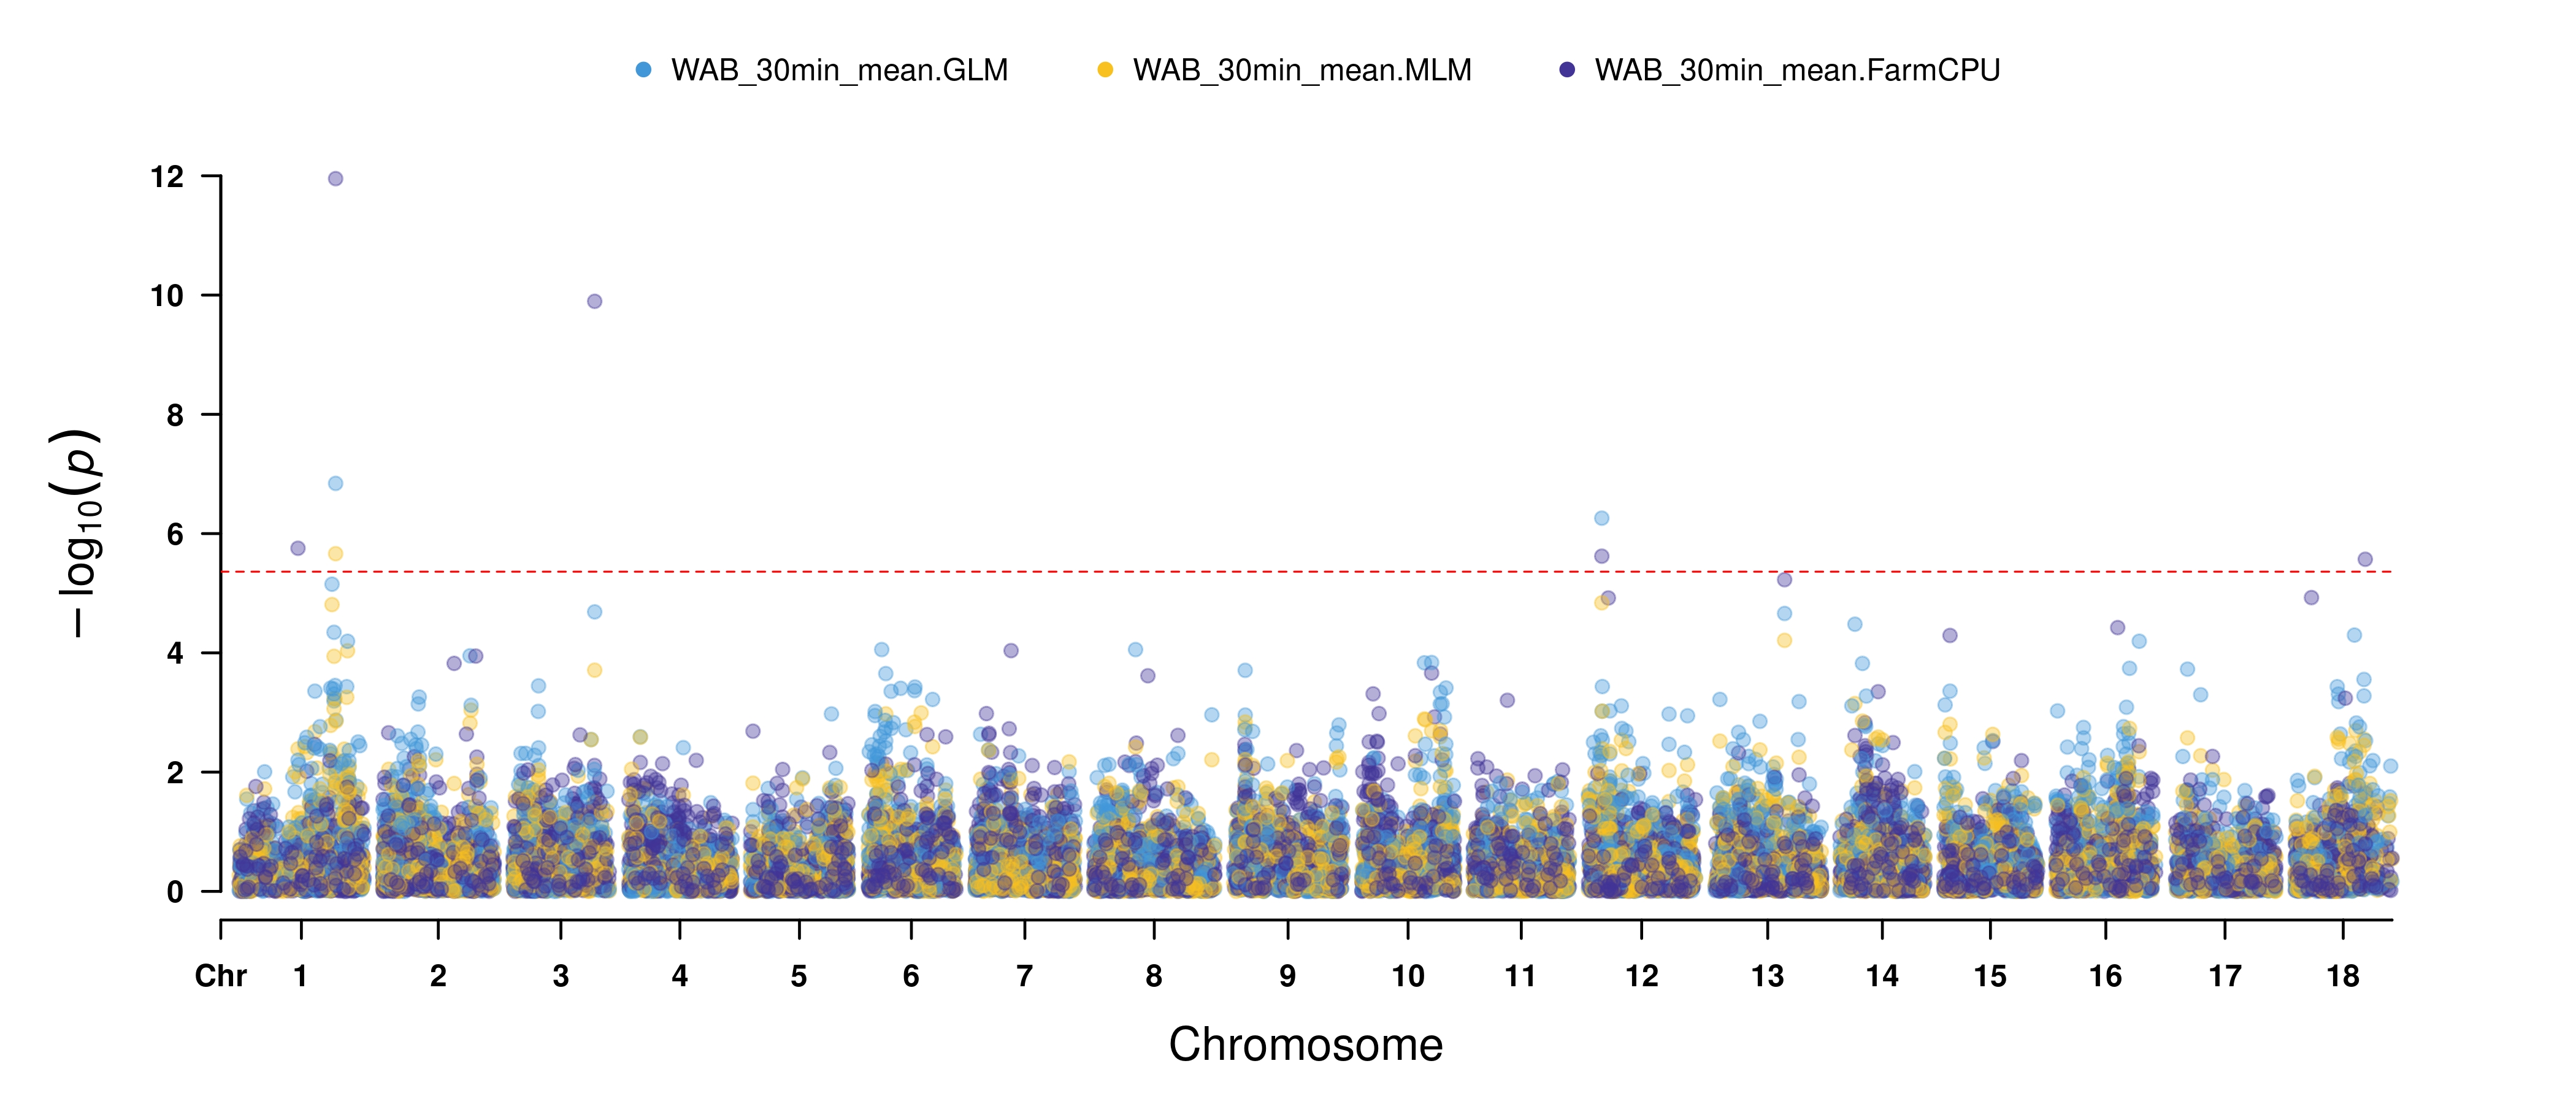 WAB_30min_mean.GLM WAB_30min_mean.MLM WAB_30min_mean.FarmCPU
12
10
8
6
4
2
0
−log10(p)
Chr 1 2 3 4 5 6 7 8 9 10 11 12 13 14 15 16 17 18
Chromosome